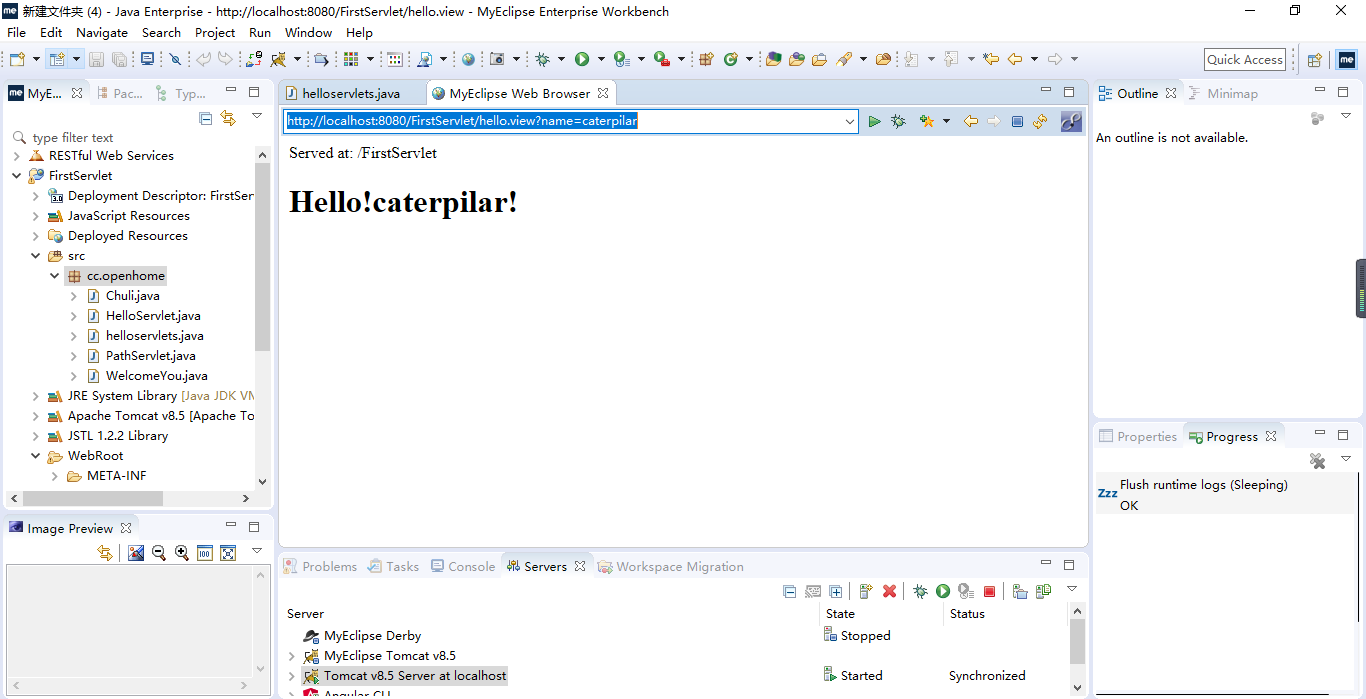 me 新建文件夹 (4) - Java Enterprise - http://localhost:8080/FirstServlet/hello.view - MyEclipse Enterprise Workbench
File Edit Navigate Search Project Run Window Help
Quick Access
me
me MyE... Pac... Typ...
type filter text
RESTful Web Services
FirstServlet
Deployment Descriptor: FirstSer
JavaScript Resources
Deployed Resources
src
cc.openhome
Chuli.java
HelloServlet.java
helloservlets.java
PathServlet.java
WelcomeYou.java
JRE System Library [Java JDK VM
Apache Tomcat v8.5 [Apache To
JSTL 1.2.2 Library
WebRoot
META-INF
Image Preview
100
helloservlets.java MyEclipse Web Browser
http://localhost:8080/FirstServlet/hello.view?name=caterpilar
Served at: /FirstServlet
Hello!caterpilar!
Problems Tasks Console Servers Workspace Migration
Server State Status
MyEclipse Derby Stopped
MyEclipse Tomcat v8.5
Tomcat v8.5 Server at localhost Started Synchronized
Angular CLI
Outline Minimap
An outline is not available.
Properties Progress
Zzz Flush runtime logs (Sleeping)
OK